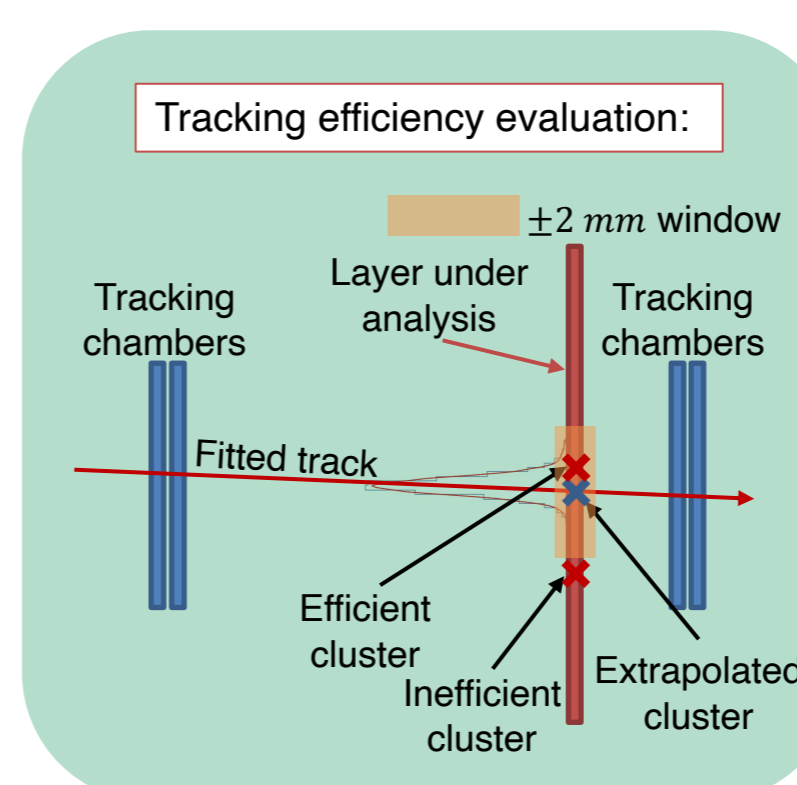 Tracking efficiency evaluation:
±2 mm window
Layer under
analysis
Tracking
chambers
Tracking
chambers
Fitted track
Efficient
cluster
Inefficient
cluster
Extrapolated
cluster